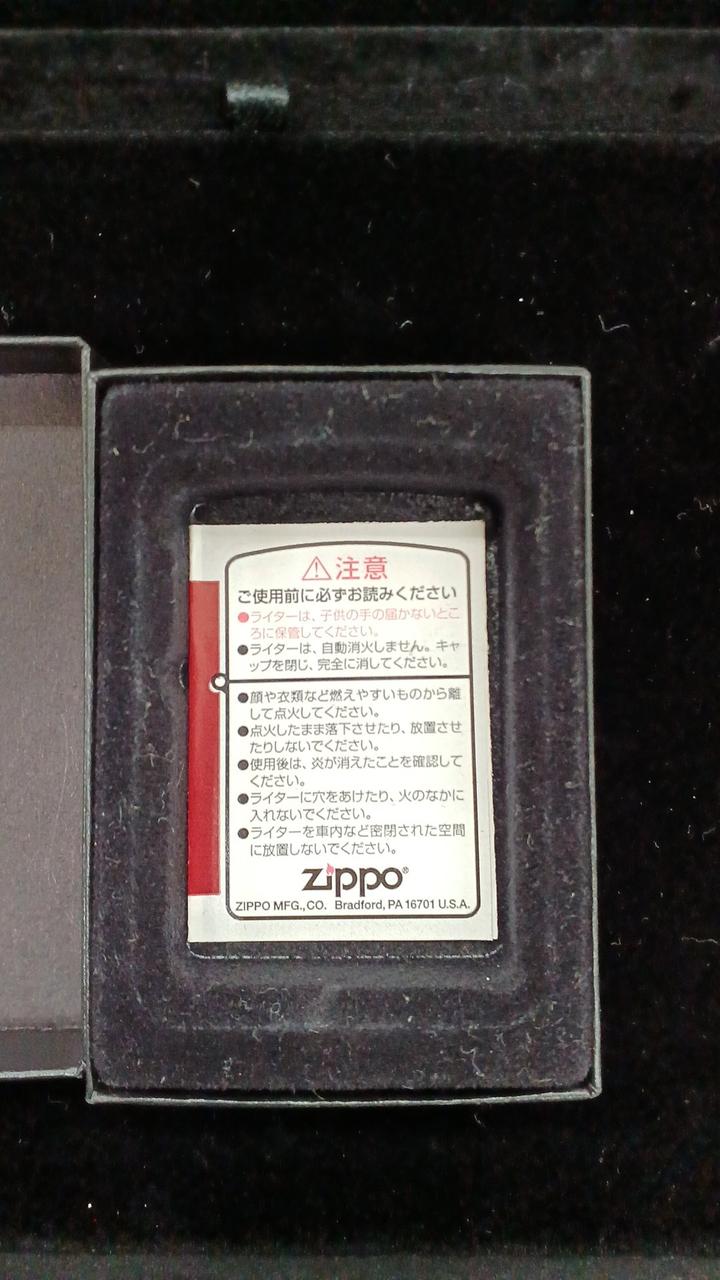 ⚠注意
ご使用前に必ずお読みください
●ライターは、子供の手の届かないとこ
ろに保管してください。
●ライターは、自動消火しません。キャ
ップを閉じ、完全に消してください。
●顔や衣類など燃えやすいものから離
して点火してください。
●点火したまま落下させたり、放置させ
たりしないでください。
●使用後は、炎が消えたことを確認して
ください。
●ライターに穴をあけたり、火のなかに
入れないでください。
●ライターを車内など密閉された空間
に放置しないでください。
zippo®
ZIPPO MFG.,CO. Bradford, PA 16701 U.S.A.